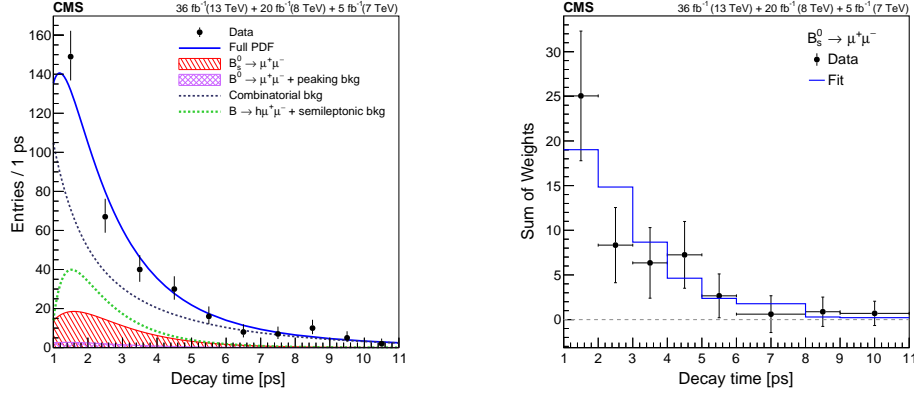 CMS 36 fb⁻¹(13 TeV) + 20 fb⁻¹(8 TeV) + 5 fb⁻¹(7 TeV)
Entries / 1 ps
160
140
120
100
80
60
40
20
0
Data
Full PDF
B⁰ₛ → μ⁺μ⁻
B⁰ → μ⁺μ⁻ + peaking bkg
Combinatorial bkg
B → hμ⁺μ⁻ + semileptonic bkg
1 2 3 4 5 6 7 8 9 10 11
Decay time [ps]
CMS 36 fb⁻¹(13 TeV) + 20 fb⁻¹(8 TeV) + 5 fb⁻¹(7 TeV)
Sum of Weights
30
25
20
15
10
5
0
B⁰ₛ → μ⁺μ⁻
Data
Fit
1 2 3 4 5 6 7 8 9 10 11
Decay time [ps]